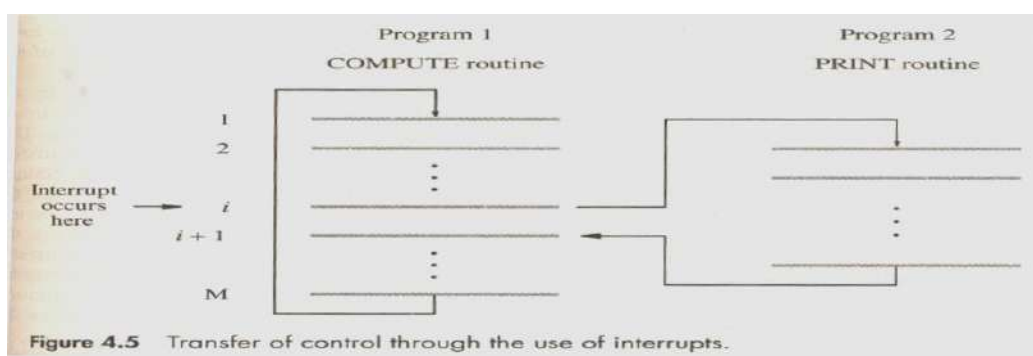 Program 1
COMPUTE routine
Program 2
PRINT routine
1
2
Interrupt
occurs
here
i
i + 1
M
Figure 4.5 Transfer of control through the use of interrupts.